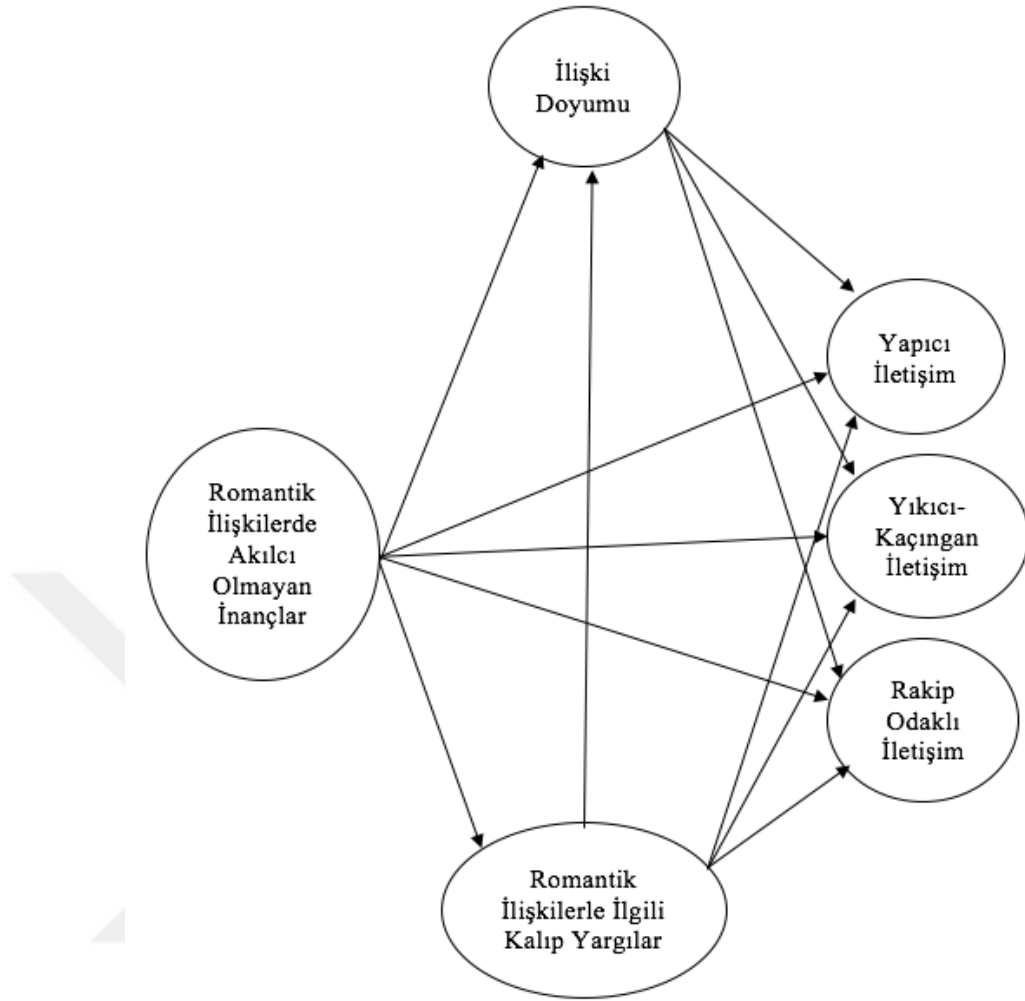 İlişki
Doyumu
Yapıcı
İletişim
Romantik
İlişkilerde
Akılcı
Olmayan
İnançlar
Yıkıcı-
Kaçıngan
İletişim
Rakip
Odaklı
İletişim
Romantik
İlişkilerle İlgili
Kalıp Yargılar